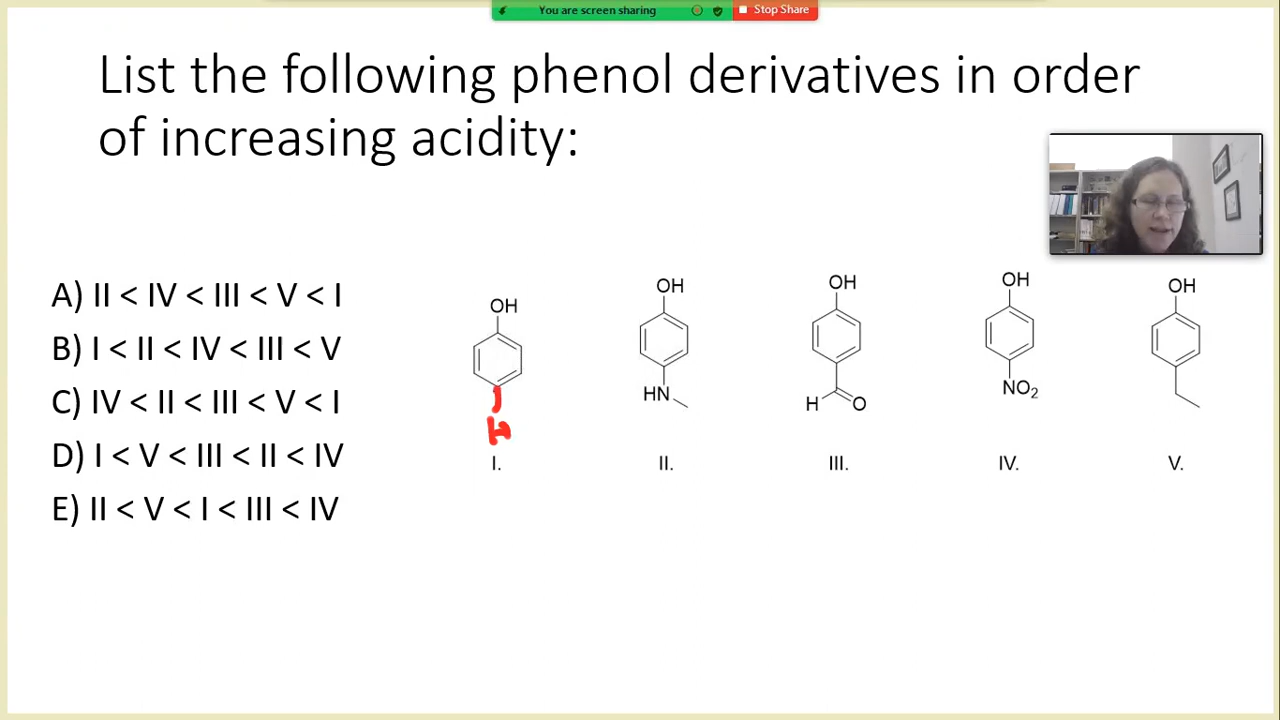 You are screen sharing
Stop Share
List the following phenol derivatives in order
of increasing acidity:
A) II < IV < III < V < I
B) I < II < IV < III < V
C) IV < II < III < V < I
D) I < V < III < II < IV
E) II < V < I < III < IV
OH
H
I.
OH
HN
II.
OH
H O
III.
OH
NO₂
IV.
OH
V.